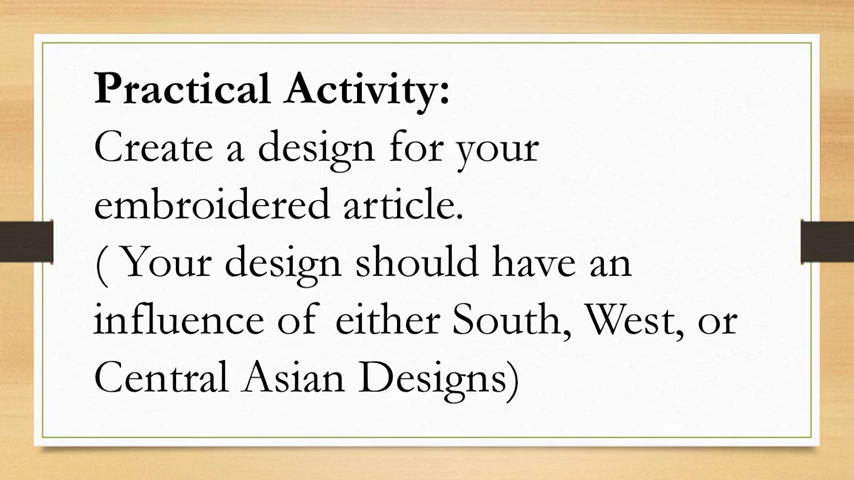 Practical Activity:
Create a design for your
embroidered article.
( Your design should have an
influence of either South, West, or
Central Asian Designs)